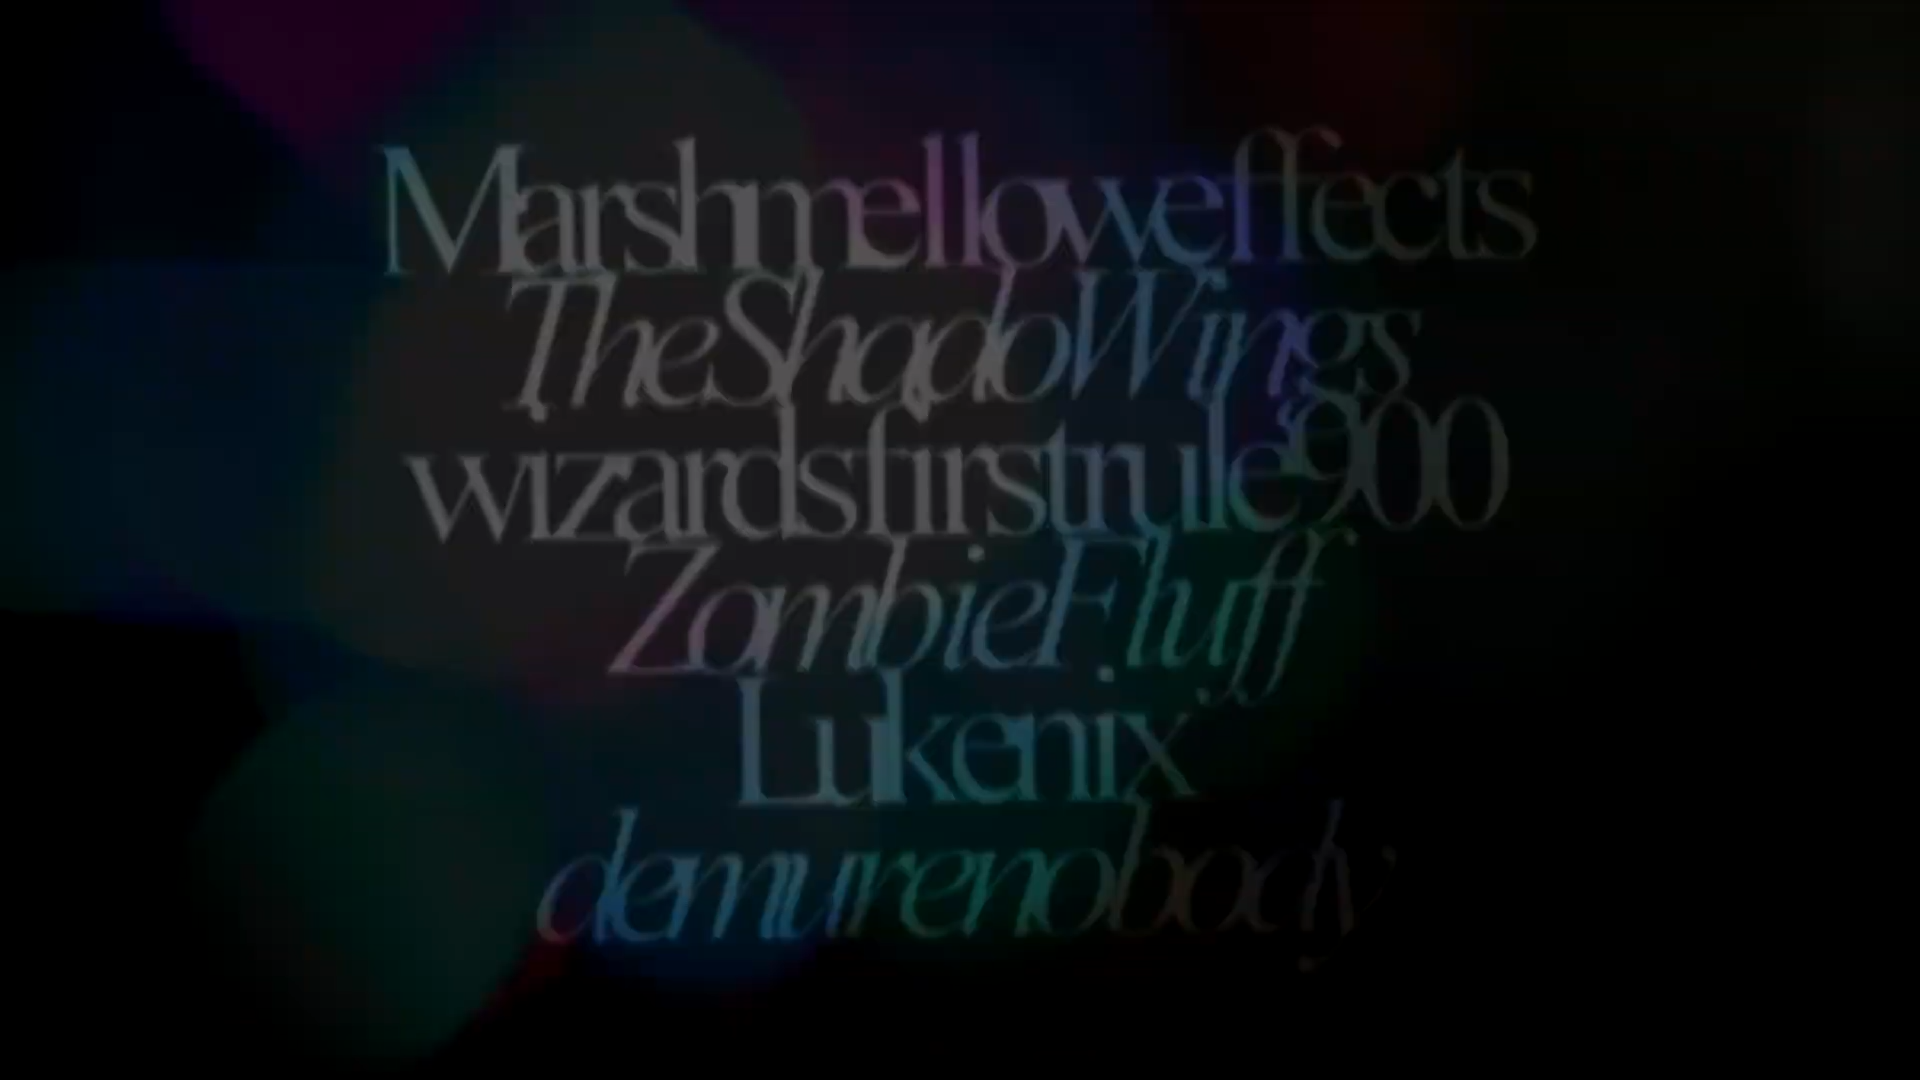 Marshmelloweffects
TheShadoWings
wizardsfirstrule900
ZombieFluff
Lukenix
demurenobody